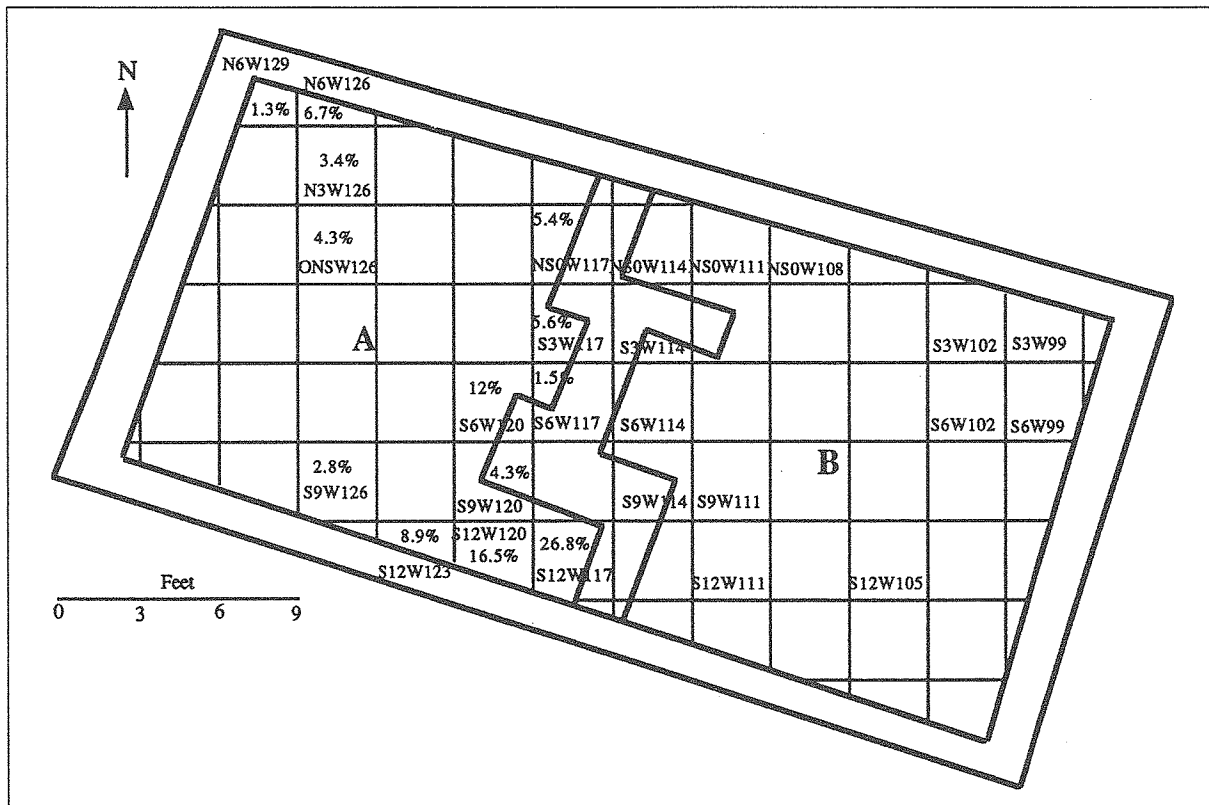 N6W129
N
N6W126
1.3% 6.7%
3.4%
N3W126
5.4%
4.3%
ONSW126 NS0W117 NS0W114 NS0W111 NS0W108
5.6%
A S3W117 S3W114 S3W102 S3W99
12% 1.5%
S6W120 S6W117 S6W114 S6W102 S6W99
B
2.8% 4.3%
S9W126 S9W120 S9W114 S9W111
8.9% S12W120 26.8%
16.5%
S12W123 S12W117 S12W111 S12W105
Feet
0 3 6 9